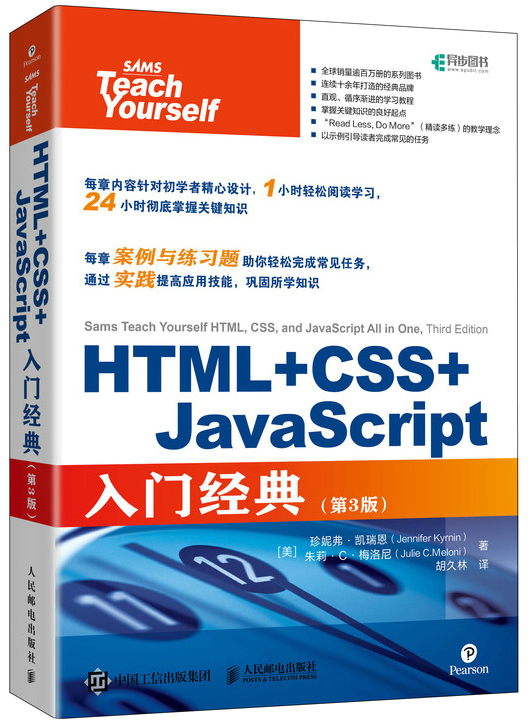 Pearson
SAMS
Teach
Yourself
HTML+CSS+
JavaScript
入门经典
（第3版）
人民邮电出版社
SAMS
Teach
Yourself
异步图书
www.epubit.com
全球销量逾百万册的系列图书
连续十余年打造的经典品牌
直观、循序渐进的学习教程
掌握关键知识的良好起点
“Read Less, Do More”（精读多练）的教学理念
以示例引导读者完成常见的任务
每章内容针对初学者精心设计，1小时轻松阅读学习，
24小时彻底掌握关键知识
每章案例与练习题助你轻松完成常见任务，
通过实践提高应用技能，巩固所学知识
Sams Teach Yourself HTML, CSS, and JavaScript All in One, Third Edition
HTML+CSS+
JavaScript
入门经典（第3版）
[美] 珍妮弗·凯瑞恩（Jennifer Kyrnin）
朱莉·C·梅洛尼（Julie C.Meloni） 著
胡久林 译
11
12
1
2
中国工信出版集团
人民邮电出版社
POSTS & TELECOM PRESS
Pearson